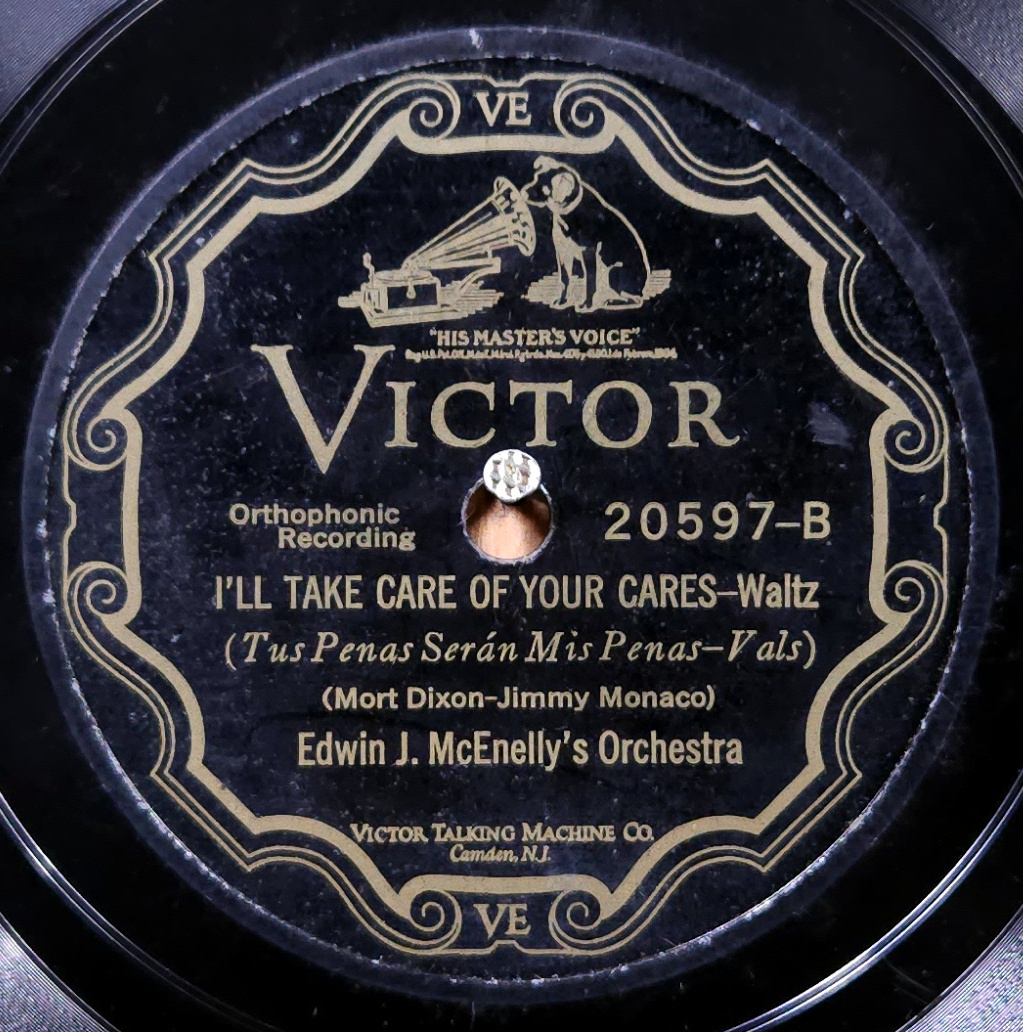 VE
"HIS MASTER'S VOICE"
VICTOR
Orthophonic
Recording
20597-B
I'LL TAKE CARE OF YOUR CARES—Waltz
(Tus Penas Serán Mis Penas—Vals)
(Mort Dixon-Jimmy Monaco)
Edwin J. McEnelly's Orchestra
VICTOR TALKING MACHINE CO.
Camden, N.J.
VE